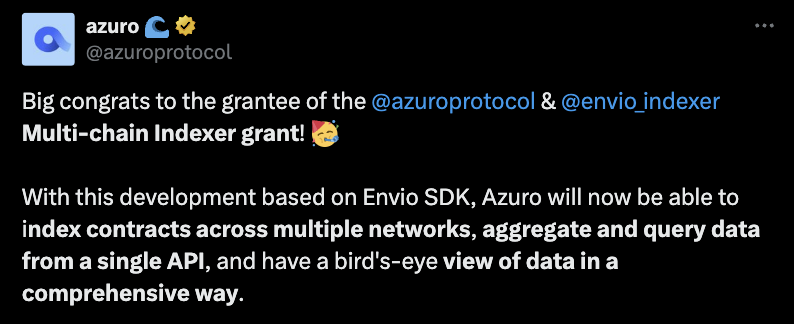 azuro 🌊
@azuroprotocol
Big congrats to the grantee of the @azuroprotocol & @envio_indexer
Multi-chain Indexer grant! 🥳
With this development based on Envio SDK, Azuro will now be able to
index contracts across multiple networks, aggregate and query data
from a single API, and have a bird's-eye view of data in a
comprehensive way.